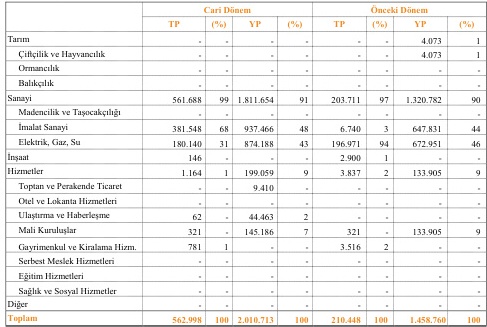 Cari Dönem Önceki Dönem
TP (%) YP (%) TP (%) YP (%)
Tarım - - - - - - 4.073 1
Çiftçilik ve Hayvancılık - - - - - - 4.073 1
Ormancılık - - - - - - - -
Balıkçılık - - - - - - - -
Sanayi 561.688 99 1.811.654 91 203.711 97 1.320.782 90
Madencilik ve Taşocakçılığı - - - - - - - -
İmalat Sanayi 381.548 68 937.466 48 6.740 3 647.831 44
Elektrik, Gaz, Su 180.140 31 874.188 43 196.971 94 672.951 46
İnşaat 146 - - - 2.900 1 - -
Hizmetler 1.164 1 199.059 9 3.837 2 133.905 9
Toptan ve Perakende Ticaret - - 9.410 - - - - -
Otel ve Lokanta Hizmetleri - - - - - - - -
Ulaştırma ve Haberleşme 62 - 44.463 2 - - - -
Mali Kuruluşlar 321 - 145.186 7 321 - 133.905 9
Gayrimenkul ve Kiralama Hizm. 781 1 - - 3.516 2 - -
Serbest Meslek Hizmetleri - - - - - - - -
Eğitim Hizmetleri - - - - - - - -
Sağlık ve Sosyal Hizmetler - - - - - - - -
Diğer - - - - - - - -
Toplam 562.998 100 2.010.713 100 210.448 100 1.458.760 100